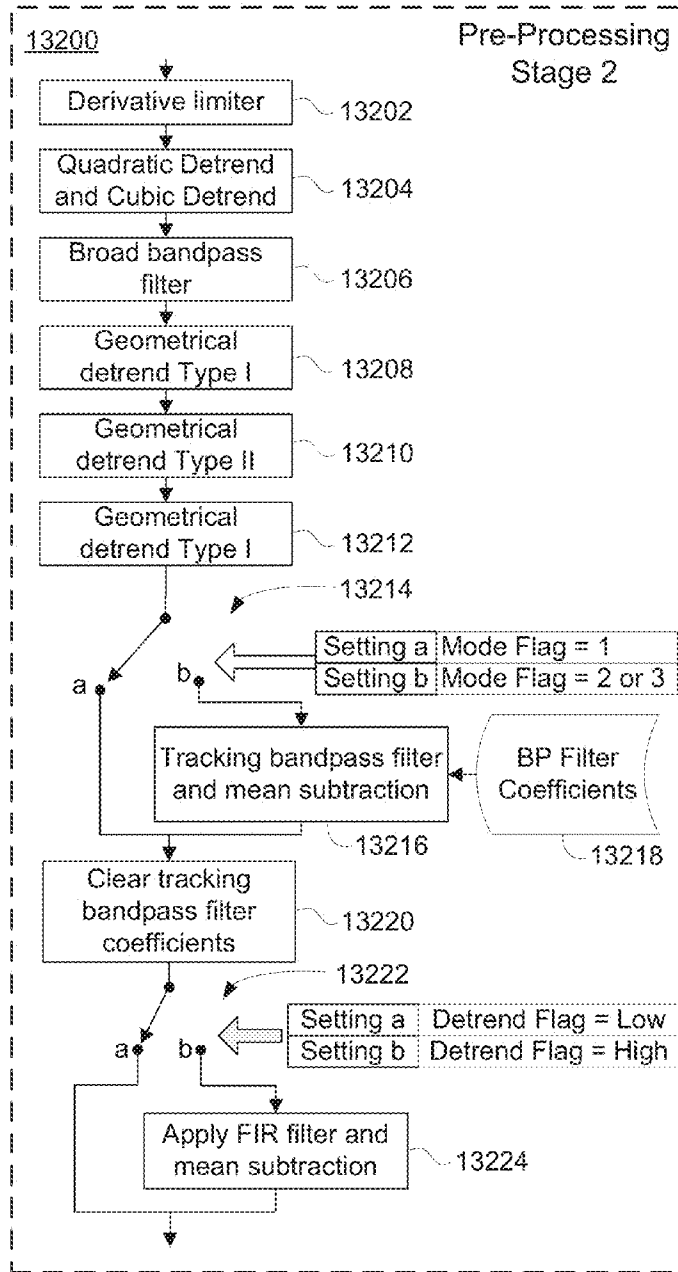 13200
Pre-Processing
Stage 2
Derivative limiter
13202
Quadratic Detrend
and Cubic Detrend
13204
Broad bandpass
filter
13206
Geometrical
detrend Type I
13208
Geometrical
detrend Type II
13210
Geometrical
detrend Type I
13212
13214
Setting a Mode Flag = 1
Setting b Mode Flag = 2 or 3
a
b
Tracking bandpass filter
and mean subtraction
13216
BP Filter
Coefficients
13218
Clear tracking
bandpass filter
coefficients
13220
13222
Setting a Detrend Flag = Low
Setting b Detrend Flag = High
a
b
Apply FIR filter and
mean subtraction
13224